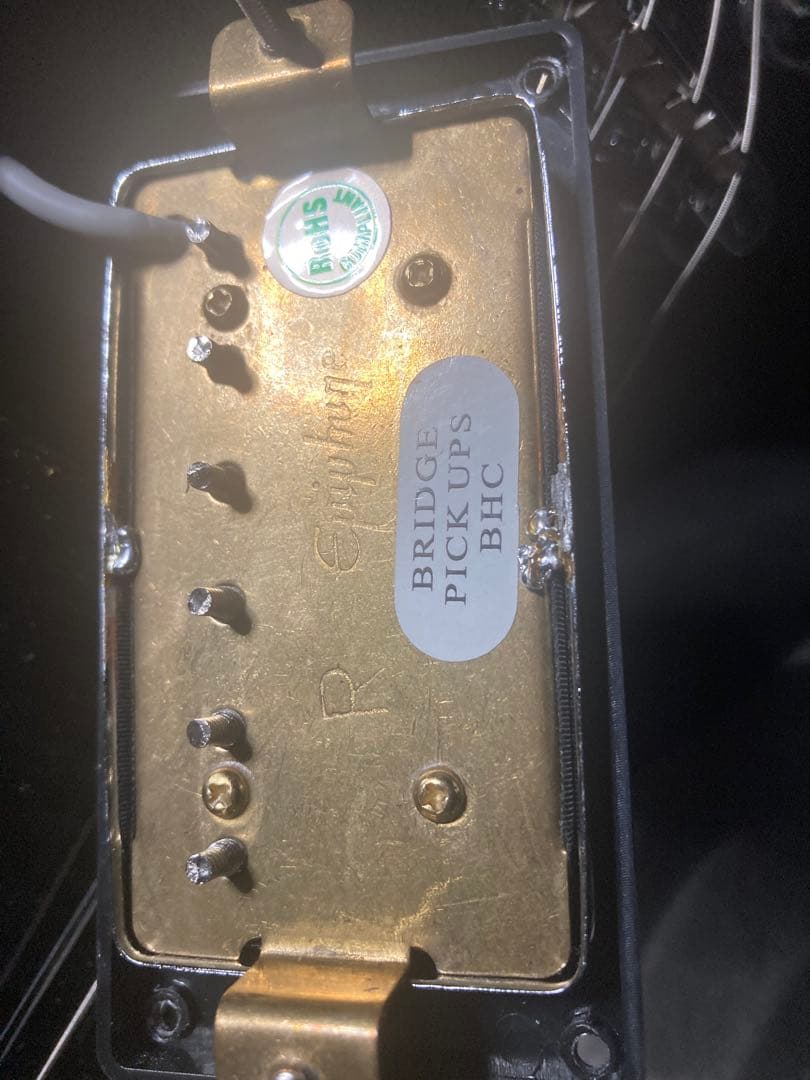 ROHS
COMPLIANT
Epiphone
R
BRIDGE
PICK UPS
BHC